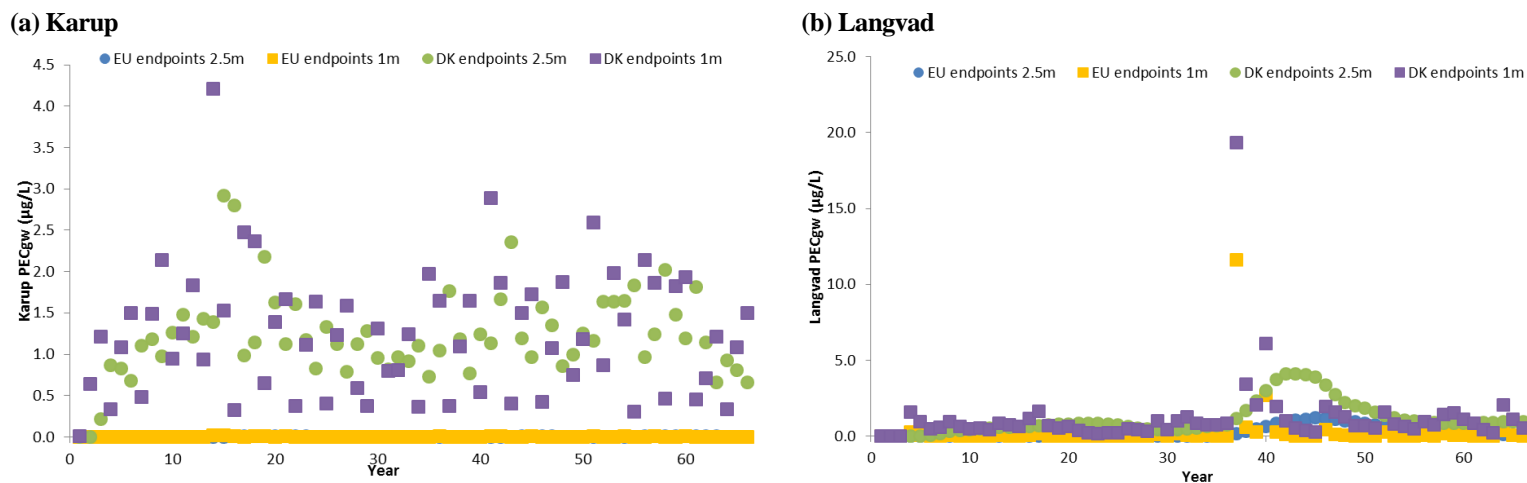 (a) Karup
EU endpoints 2.5m EU endpoints 1m DK endpoints 2.5m DK endpoints 1m
4.5
4.0
3.5
3.0
2.5
2.0
1.5
1.0
0.5
0.0
Karup PECgw (µg/L)
0 10 20 30 40 50 60
Year
(b) Langvad
25.0
EU endpoints 2.5m EU endpoints 1m DK endpoints 2.5m DK endpoints 1m
20.0
15.0
10.0
5.0
0.0
Langvad PECgw (µg/L)
0 10 20 30 40 50 60
Year